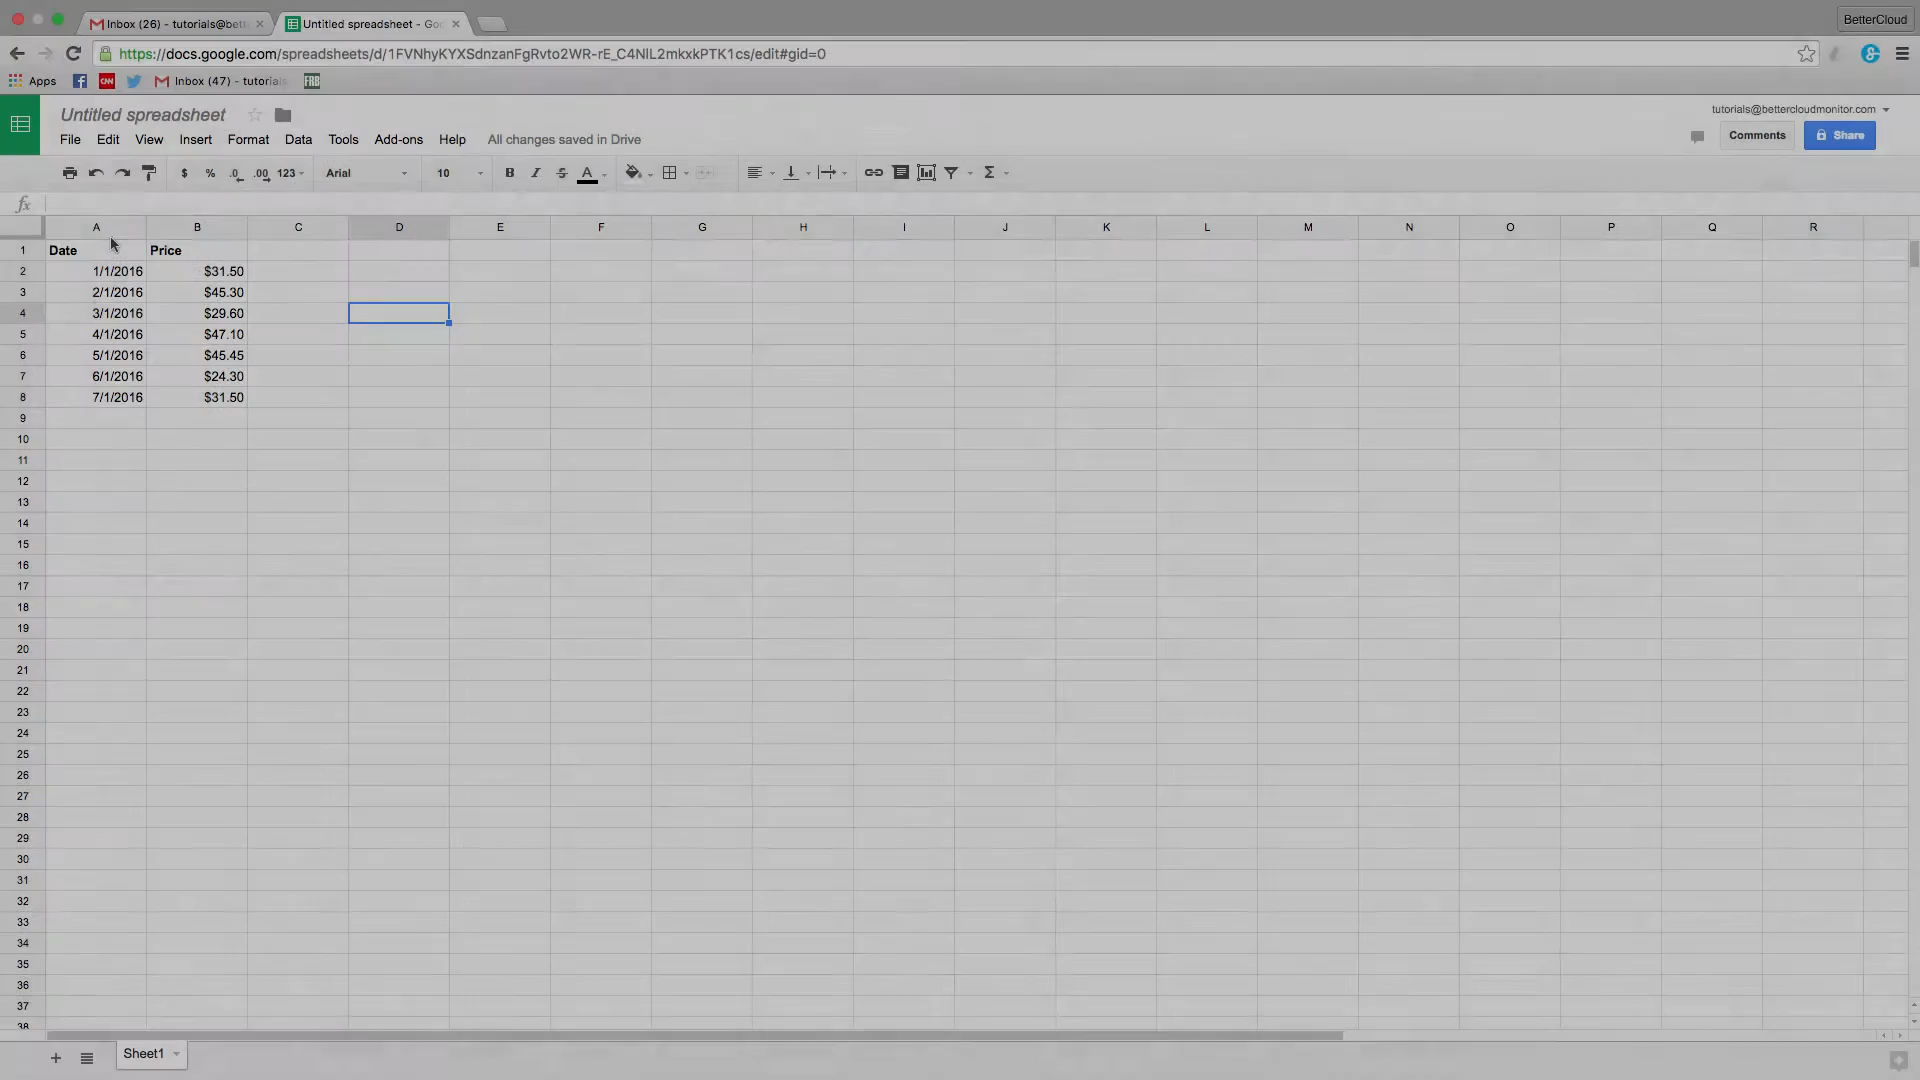 Inbox (26) - tutorials@bett
Untitled spreadsheet - Goo
BetterCloud
https://docs.google.com/spreadsheets/d/1FVNhyKYXSdnzanFgRvto2WR-rE_C4NlL2mkxkPTK1cs/edit#gid=0
Apps
CNN
Inbox (47) - tutorials
FRB
Untitled spreadsheet
tutorials@bettercloudmonitor.com
File Edit View Insert Format Data Tools Add-ons Help All changes saved in Drive
Comments Share
$ % .0 .00 123 Arial 10 B I S A Σ
fx
A B C D E F G H I J K L M N O P Q R
1 Date Price
2 1/1/2016 $31.50
3 2/1/2016 $45.30
4 3/1/2016 $29.60
5 4/1/2016 $47.10
6 5/1/2016 $45.45
7 6/1/2016 $24.30
8 7/1/2016 $31.50
9
10
11
12
13
14
15
16
17
18
19
20
21
22
23
24
25
26
27
28
29
30
31
32
33
34
35
36
37
38
+ Sheet1